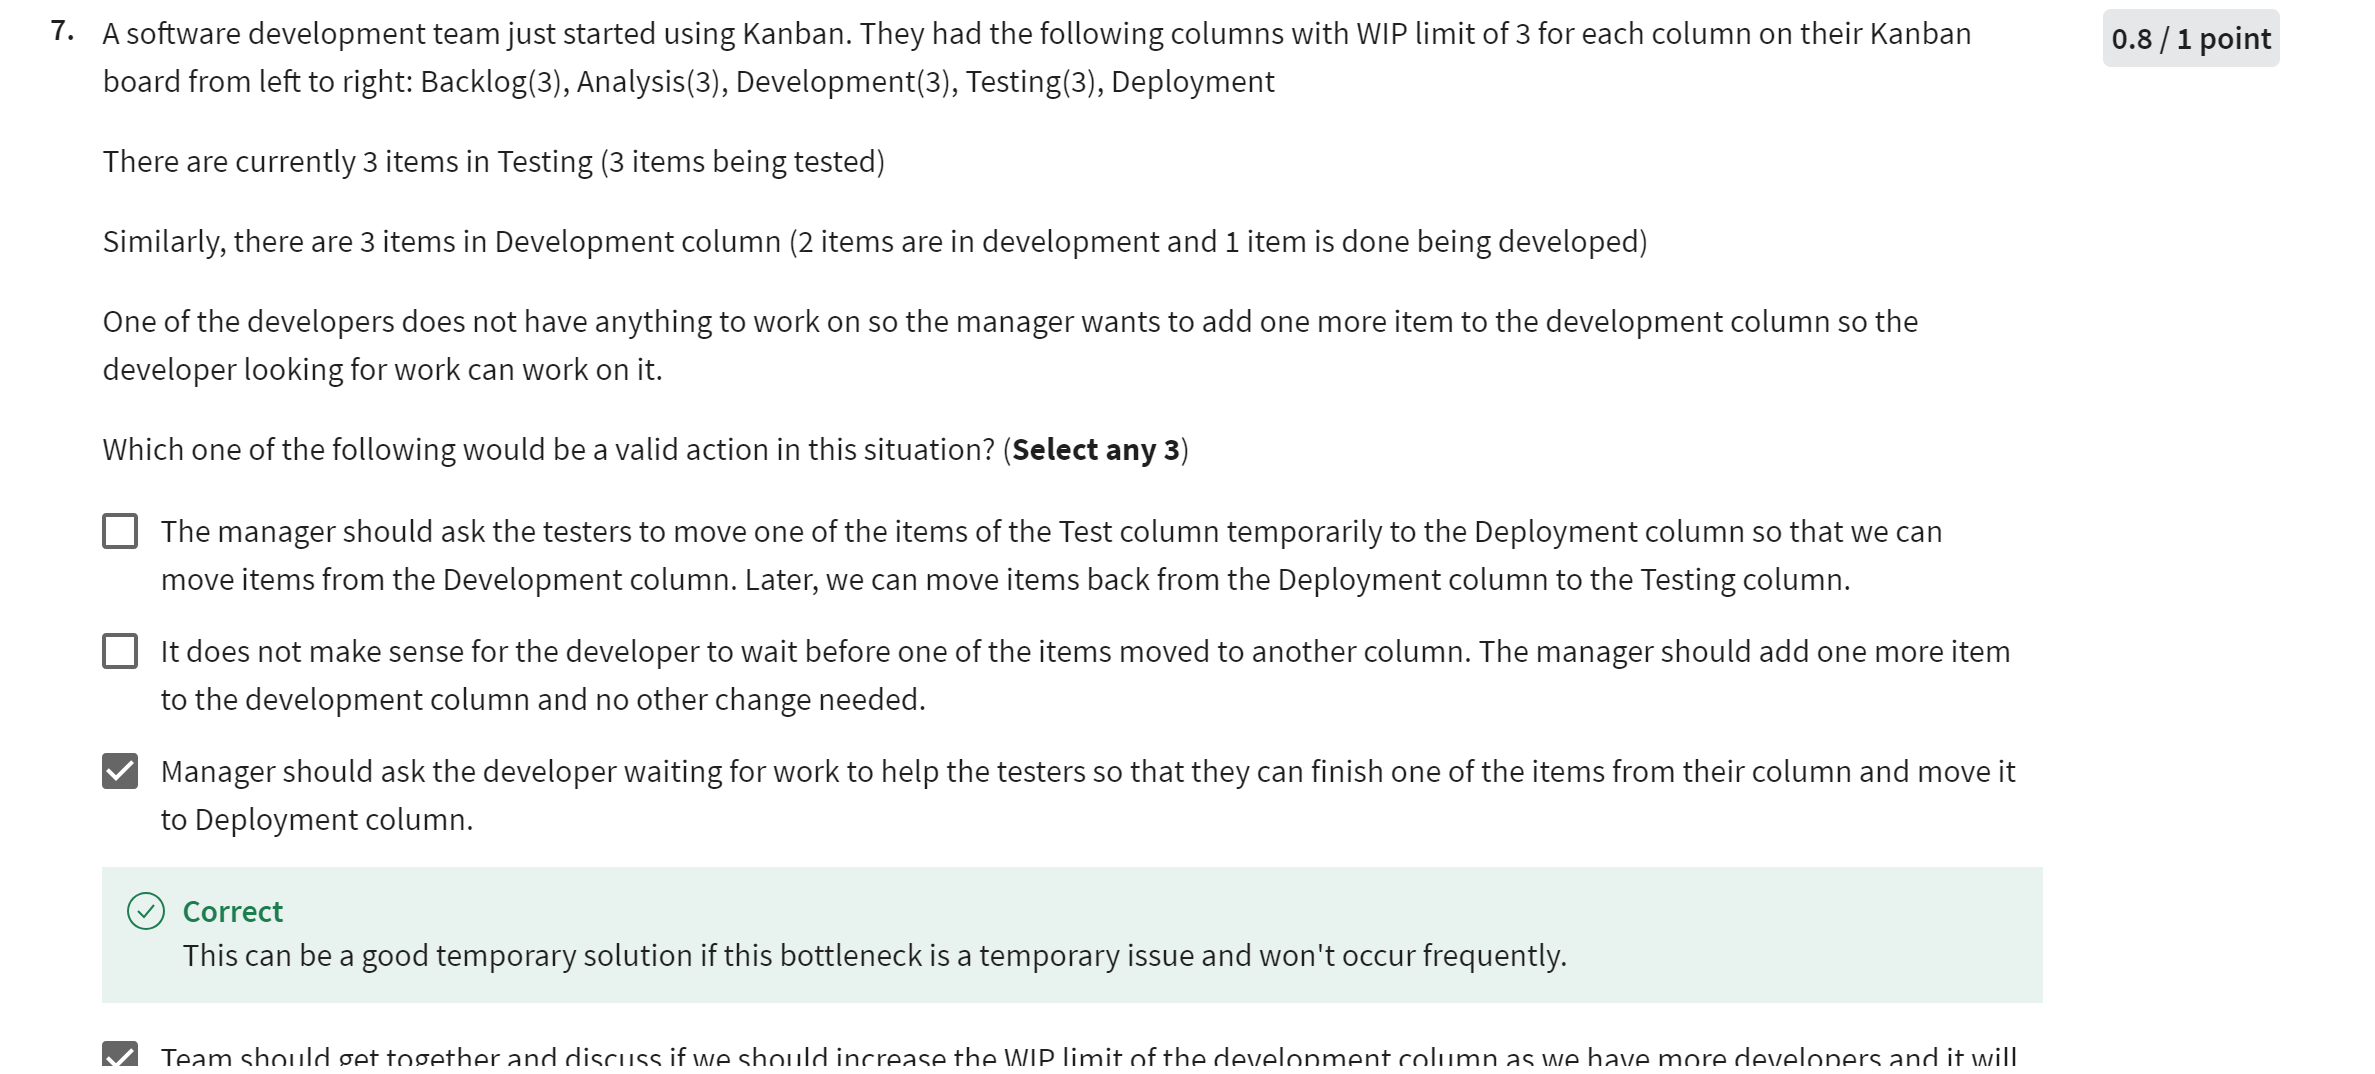 7. A software development team just started using Kanban. They had the following columns with WIP limit of 3 for each column on their Kanban
0.8 / 1 point
board from left to right: Backlog(3), Analysis(3), Development(3), Testing(3), Deployment
There are currently 3 items in Testing (3 items being tested)
Similarly, there are 3 items in Development column (2 items are in development and 1 item is done being developed)
One of the developers does not have anything to work on so the manager wants to add one more item to the development column so the
developer looking for work can work on it.
Which one of the following would be a valid action in this situation? (Select any 3)
The manager should ask the testers to move one of the items of the Test column temporarily to the Deployment column so that we can
move items from the Development column. Later, we can move items back from the Deployment column to the Testing column.
It does not make sense for the developer to wait before one of the items moved to another column. The manager should add one more item
to the development column and no other change needed.
Manager should ask the developer waiting for work to help the testers so that they can finish one of the items from their column and move it
to Deployment column.
Correct
This can be a good temporary solution if this bottleneck is a temporary issue and won't occur frequently.
Team should get together and discuss if we should increase the WIP limit of the development column as we have more developers and it will